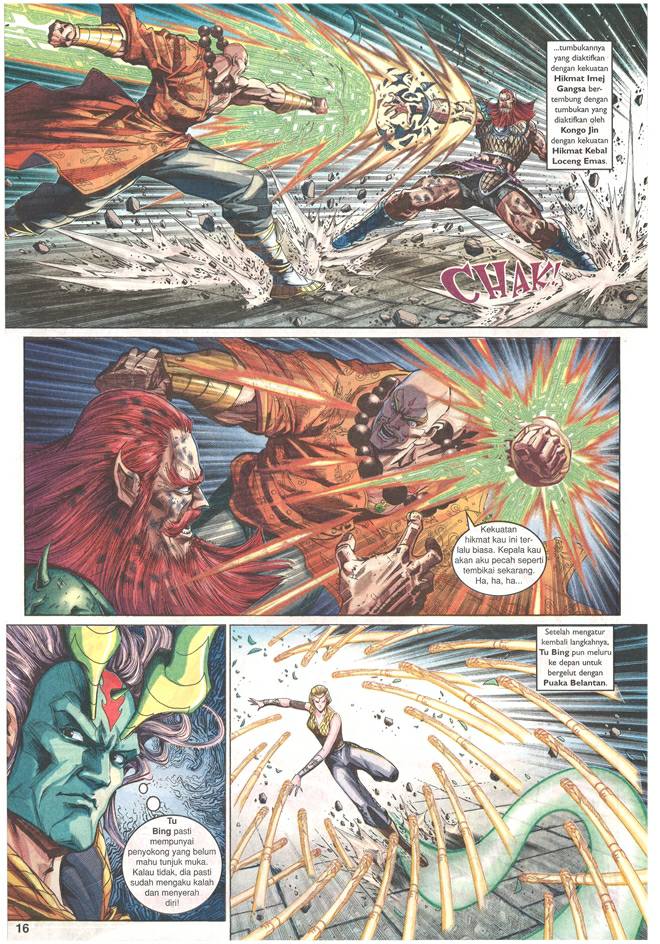 ...tumbukannya
yang diaktifkan
dengan kekuatan
Hikmat Imej
Gangsa ber-
tembung dengan
tumbukan yang
diaktifkan oleh
Kongo Jin
dengan kekuatan
Hikmat Kebal
Loceng Emas.
CHAK!
Kekuatan
hikmat kau ini ter-
lalu biasa. Kepala kau
akan aku pecah seperti
tembikai sekarang.
Ha, ha, ha...
Tu
Bing pasti
mempunyai
penyokong yang belum
mahu tunjuk muka.
Kalau tidak, dia pasti
sudah mengaku kalah
dan menyerah
diri!
Setelah mengatur
kembali langkahnya,
Tu Bing pun meluru
ke depan untuk
bergelut dengan
Puaka Belantan.
16